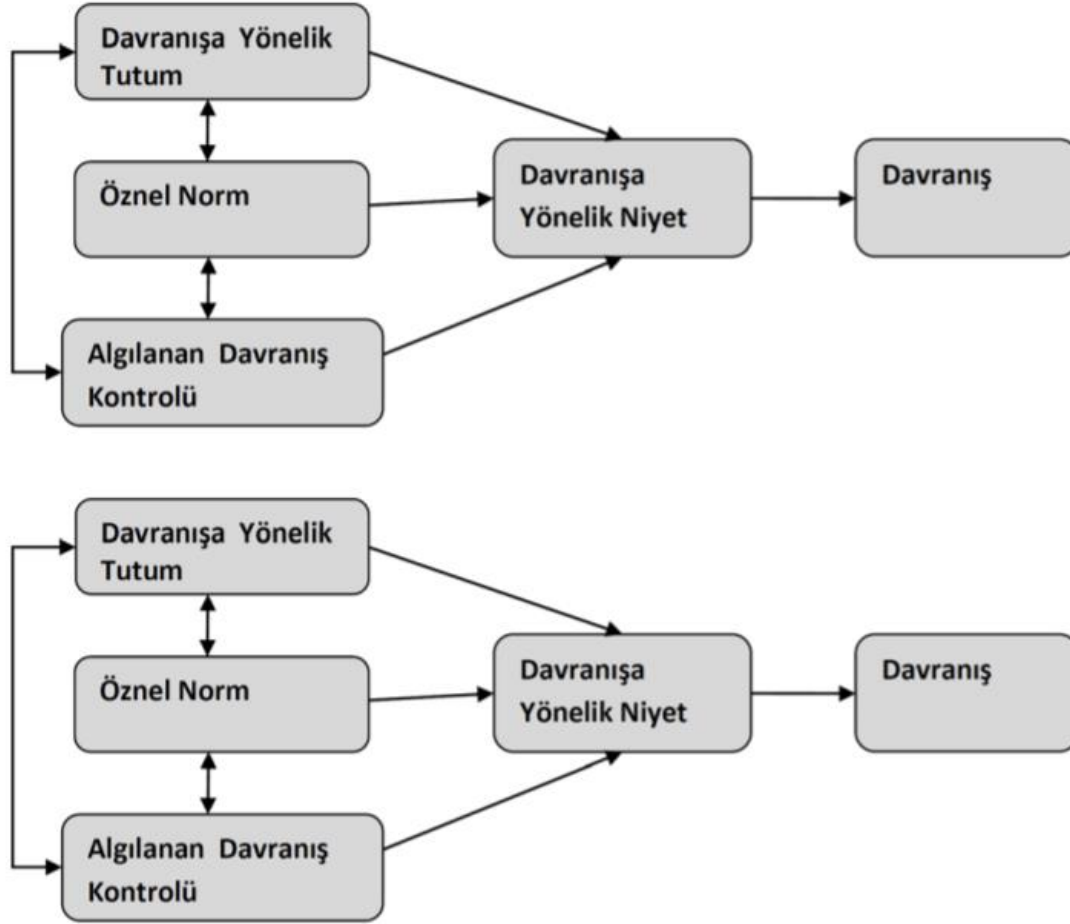 Davranışa Yönelik
Tutum
Öznel Norm
Algılanan Davranış
Kontrolü
Davranışa
Yönelik Niyet
Davranış
Davranışa Yönelik
Tutum
Öznel Norm
Algılanan Davranış
Kontrolü
Davranışa
Yönelik Niyet
Davranış